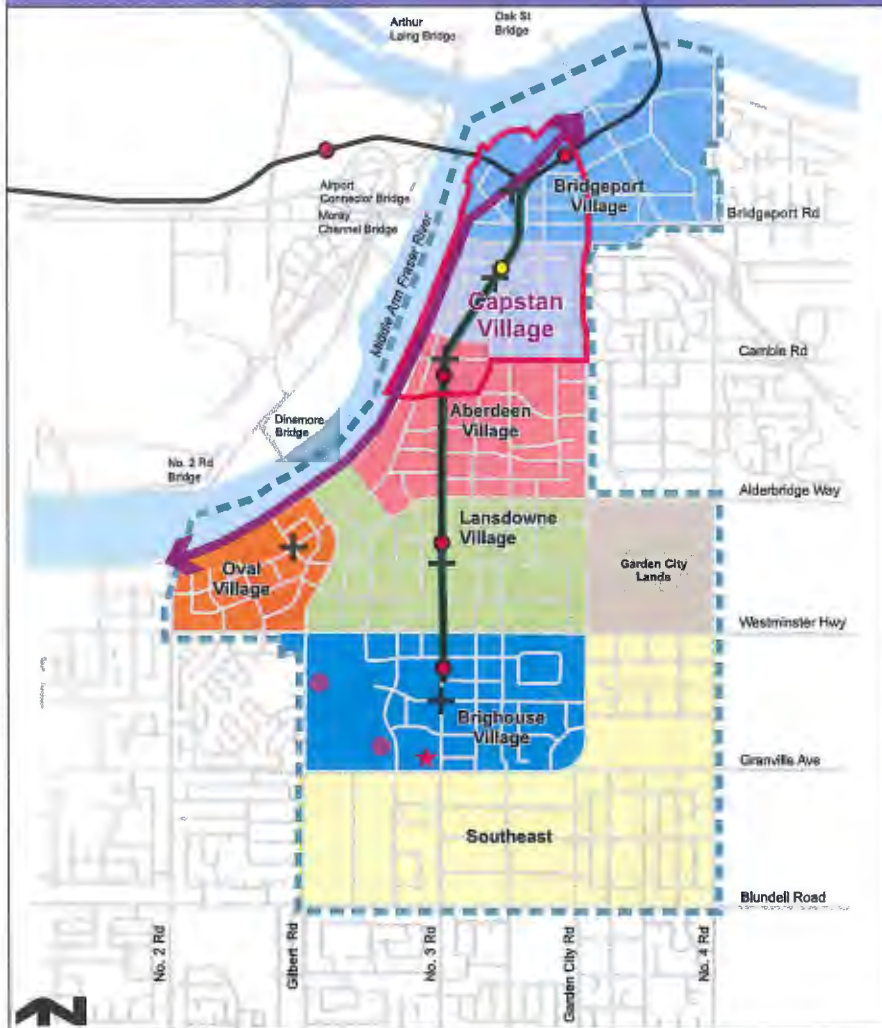 Arthur
Laing Bridge
Oak St
Bridge
Airport
Connector Bridge
Moray
Channel Bridge
Middle Arm Fraser River
Bridgeport
Village
Bridgeport Rd
Capstan
Village
Cambie Rd
Aberdeen
Village
Dinsmore
Bridge
No. 2 Rd
Bridge
Alderbridge Way
Lansdowne
Village
Oval
Village
Garden City
Lands
Westminster Hwy
Brighouse
Village
Granville Ave
Southeast
Blundell Road
No. 2 Rd
Gilbert Rd
No. 3 Rd
Garden City Rd
No. 4 Rd
N